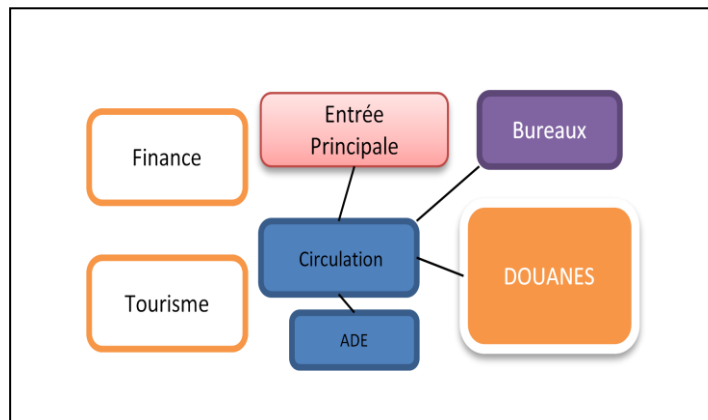 Entrée
Principale
Bureaux
Finance
Circulation
DOUANES
Tourisme
ADE